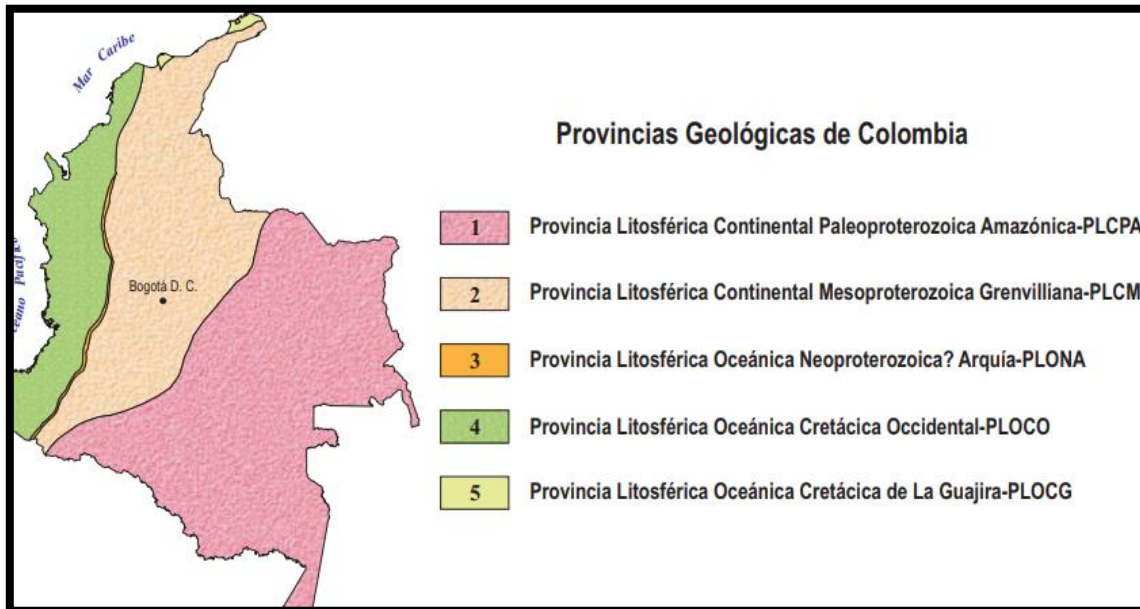 Mar Caribe
Provincias Geológicas de Colombia
1 Provincia Litosférica Continental Paleoproterozoica Amazónica-PLCPA
2 Provincia Litosférica Continental Mesoproterozoica Grenvilliana-PLCM
Bogotá D. C.
3 Provincia Litosférica Oceánica Neoproterozoica? Arquía-PLONA
4 Provincia Litosférica Oceánica Cretácica Occidental-PLOCO
5 Provincia Litosférica Oceánica Cretácica de La Guajira-PLOCG
ceano Pacífico